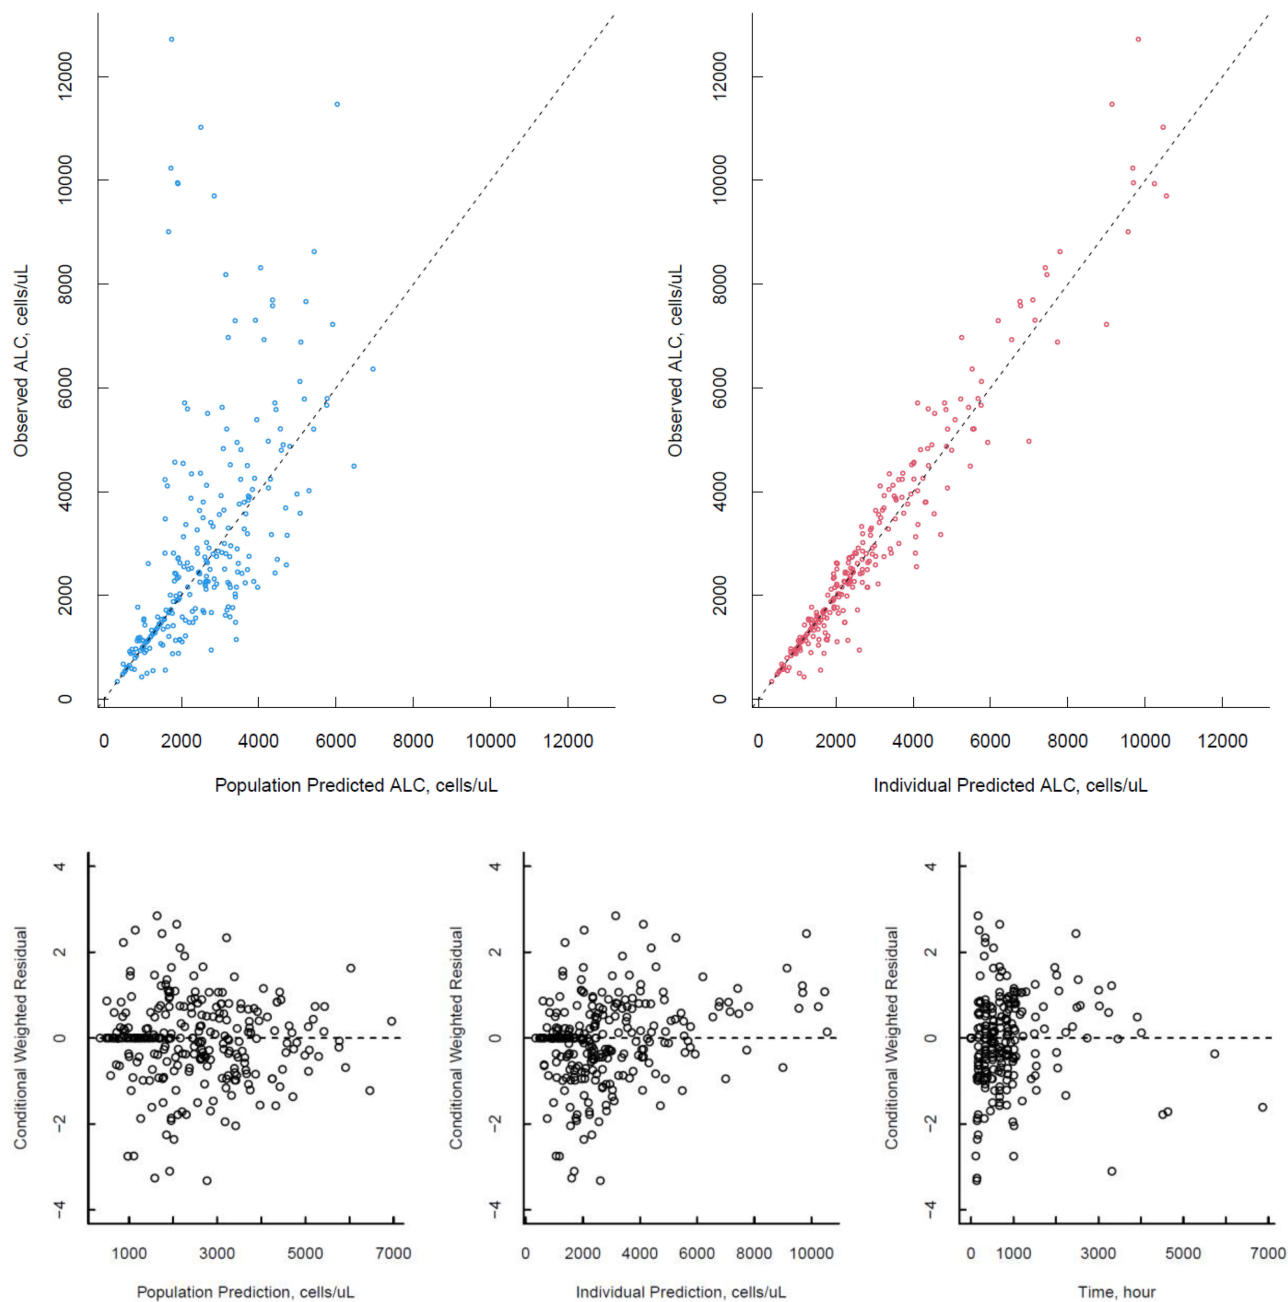 12000
10000
8000
6000
4000
2000
0
Observed ALC, cells/uL
0 2000 4000 6000 8000 10000 12000
Population Predicted ALC, cells/uL
12000
10000
8000
6000
4000
2000
0
Observed ALC, cells/uL
0 2000 4000 6000 8000 10000 12000
Individual Predicted ALC, cells/uL
4
2
0
−2
−4
Conditional Weighted Residual
1000 3000 5000 7000
Population Prediction, cells/uL
4
2
0
−2
−4
Conditional Weighted Residual
0 2000 4000 6000 8000 10000
Individual Prediction, cells/uL
4
2
0
−2
−4
Conditional Weighted Residual
0 1000 3000 5000 7000
Time, hour